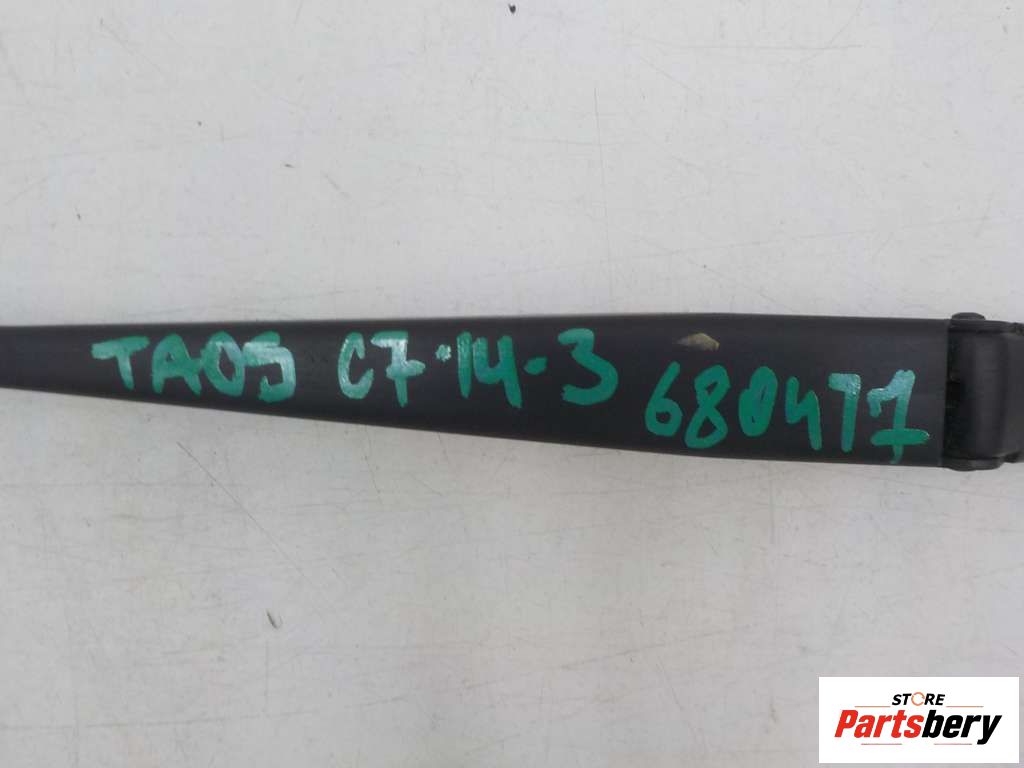 TAOS C7-14-3 680477
STORE
Partsbery